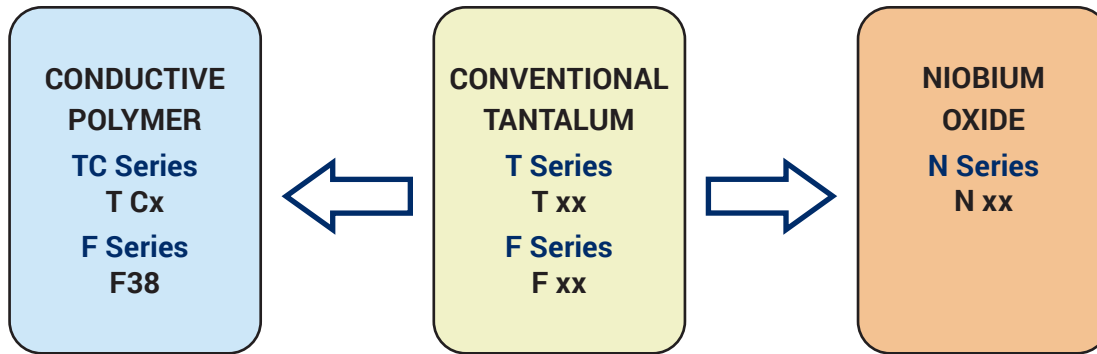 CONDUCTIVE
POLYMER
TC Series
T Cx
F Series
F38
CONVENTIONAL
TANTALUM
T Series
T xx
F Series
F xx
NIOBIUM
OXIDE
N Series
N xx